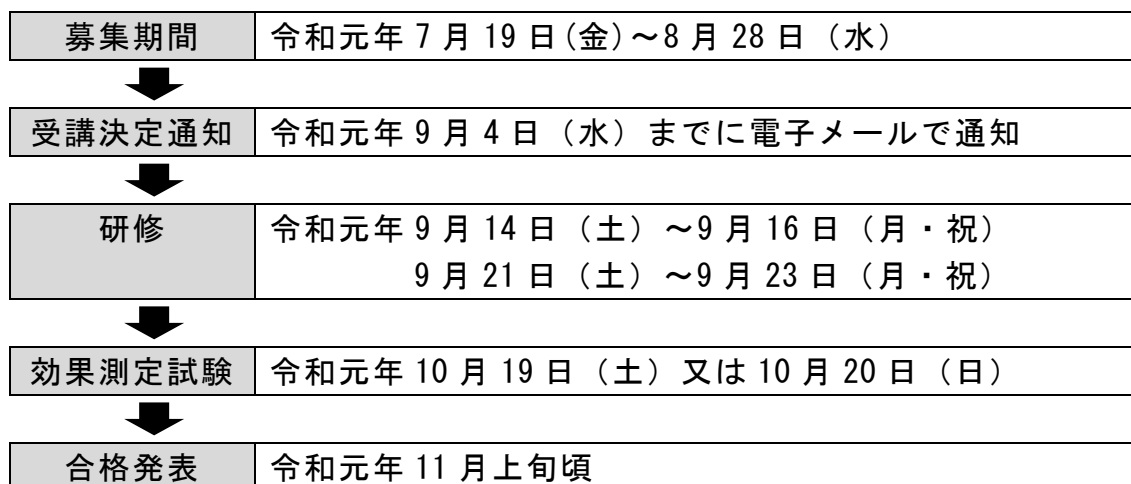 募集期間 令和元年7月19日(金)～8月28日（水）
受講決定通知 令和元年9月4日（水）までに電子メールで通知
研修 令和元年9月14日（土）～9月16日（月・祝）
9月21日（土）～9月23日（月・祝）
効果測定試験 令和元年10月19日（土）又は10月20日（日）
合格発表 令和元年11月上旬頃